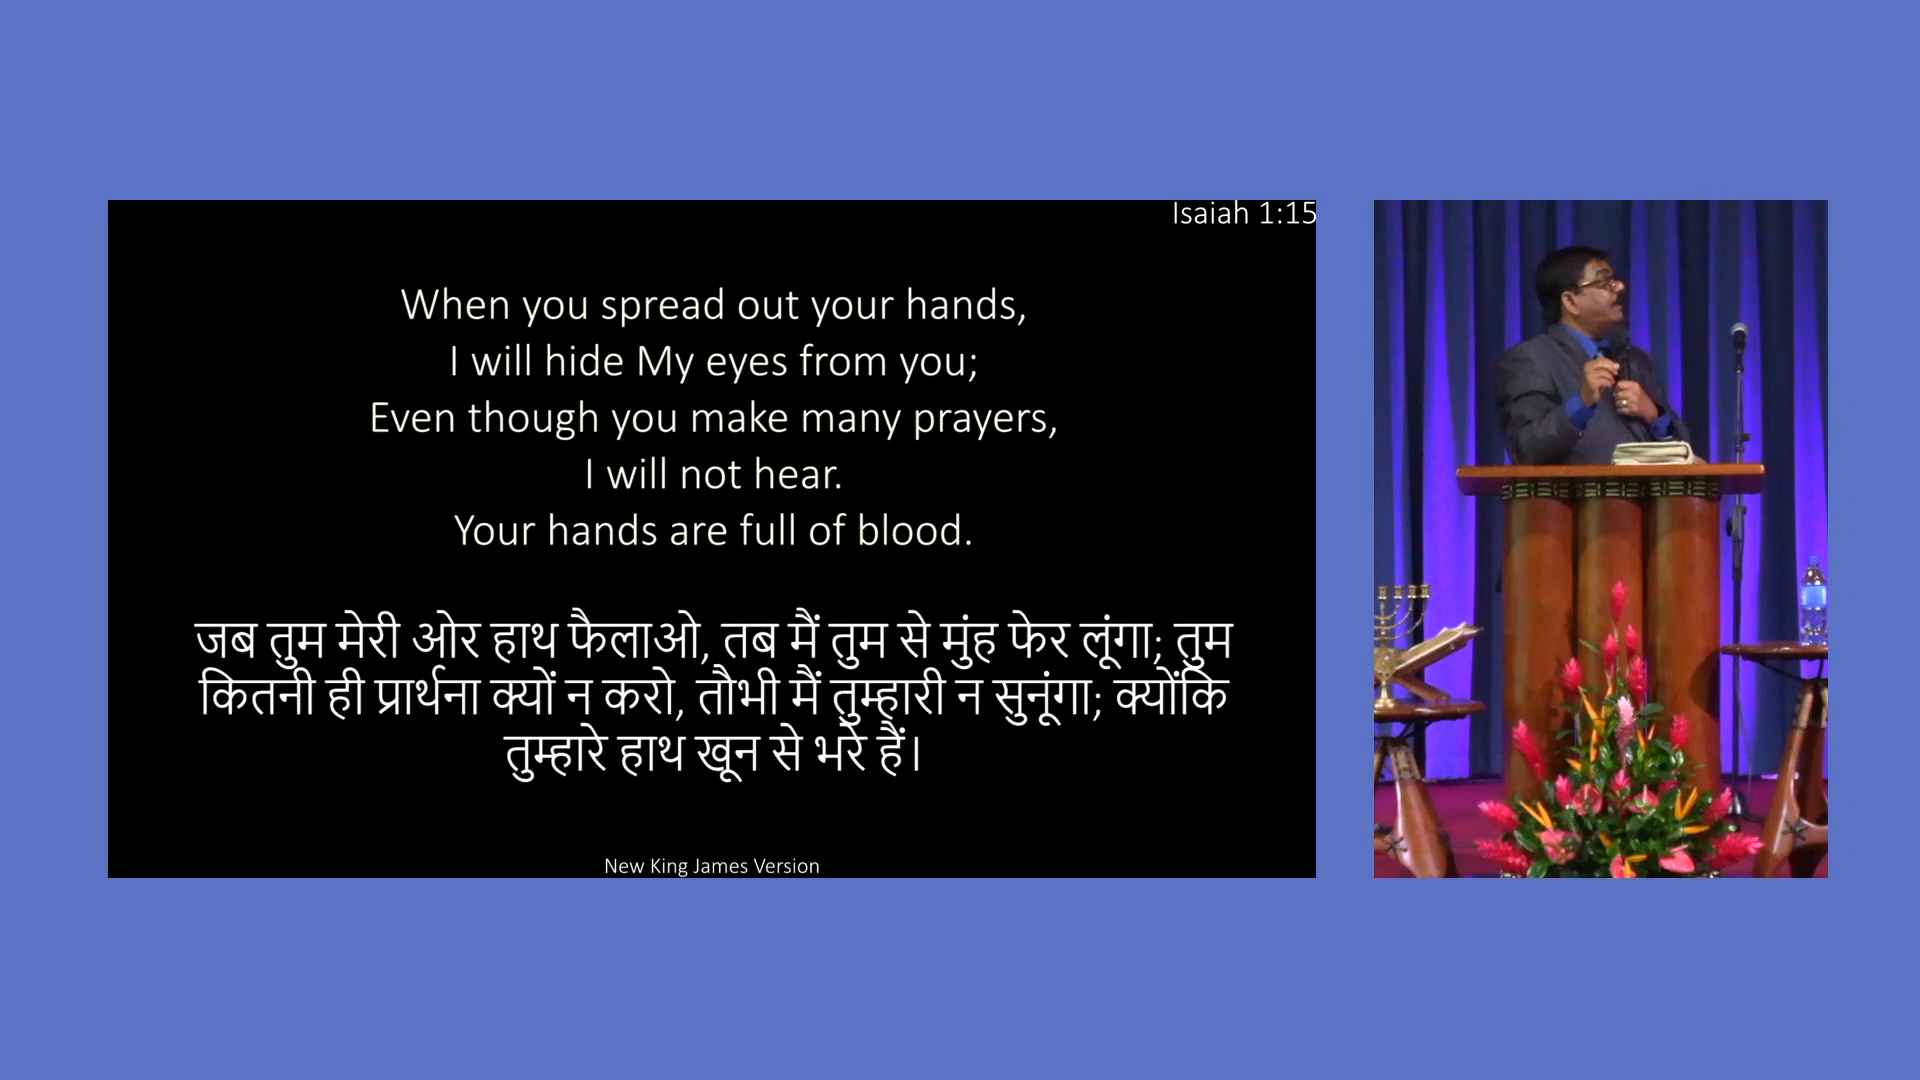 Isaiah 1:15
When you spread out your hands,
I will hide My eyes from you;
Even though you make many prayers,
I will not hear.
Your hands are full of blood.
जब तुम मेरी ओर हाथ फैलाओ, तब मैं तुम से मुंह फेर लूंगा; तुम
कितनी ही प्रार्थना क्यों न करो, तौभी मैं तुम्हारी न सुनूंगा; क्योंकि
तुम्हारे हाथ खून से भरे हैं।
New King James Version